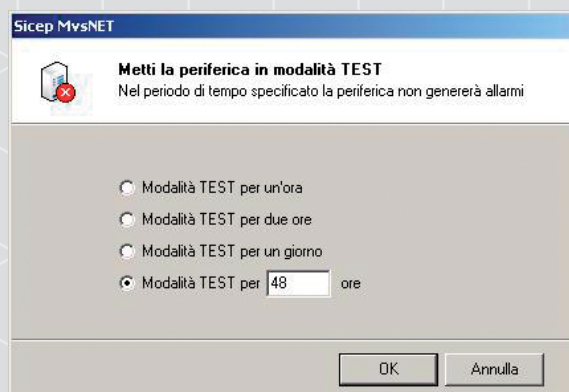 Sicep MvsNET
Metti la periferica in modalità TEST
Nel periodo di tempo specificato la periferica non genererà allarmi
Modalità TEST per un'ora
Modalità TEST per due ore
Modalità TEST per un giorno
Modalità TEST per 48 ore
OK Annulla